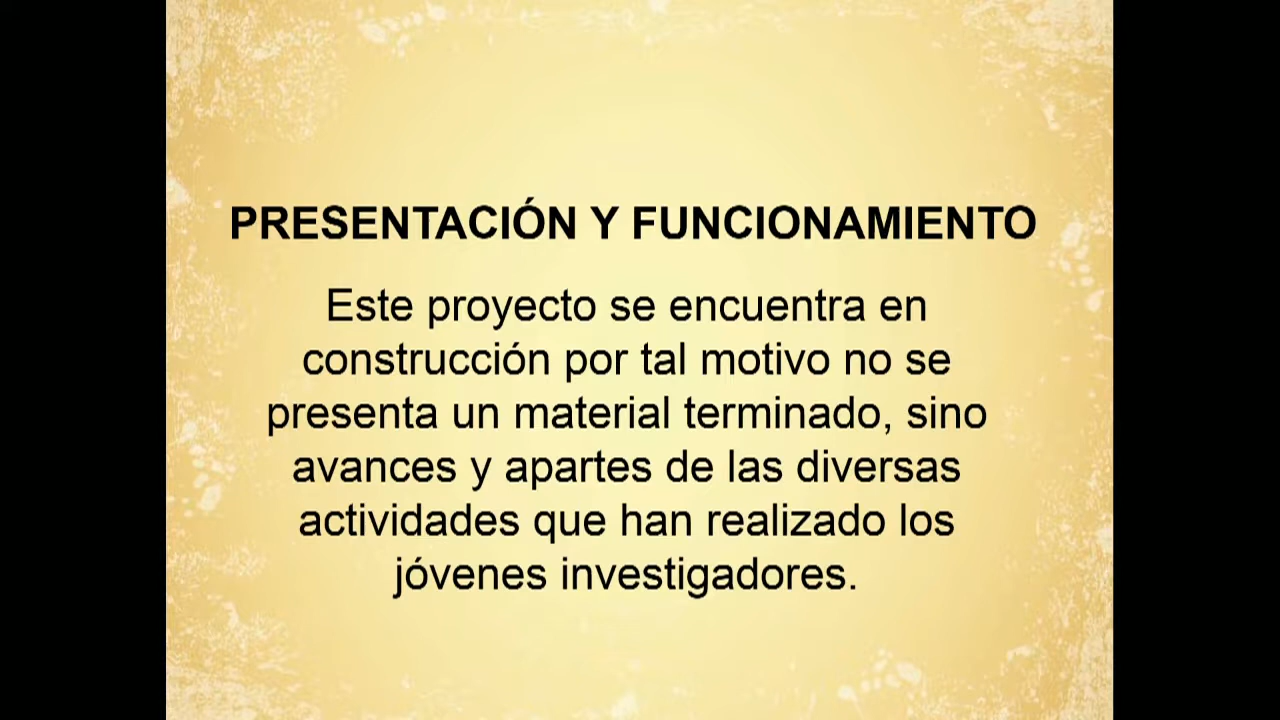 PRESENTACIÓN Y FUNCIONAMIENTO
Este proyecto se encuentra en
construcción por tal motivo no se
presenta un material terminado, sino
avances y apartes de las diversas
actividades que han realizado los
jóvenes investigadores.